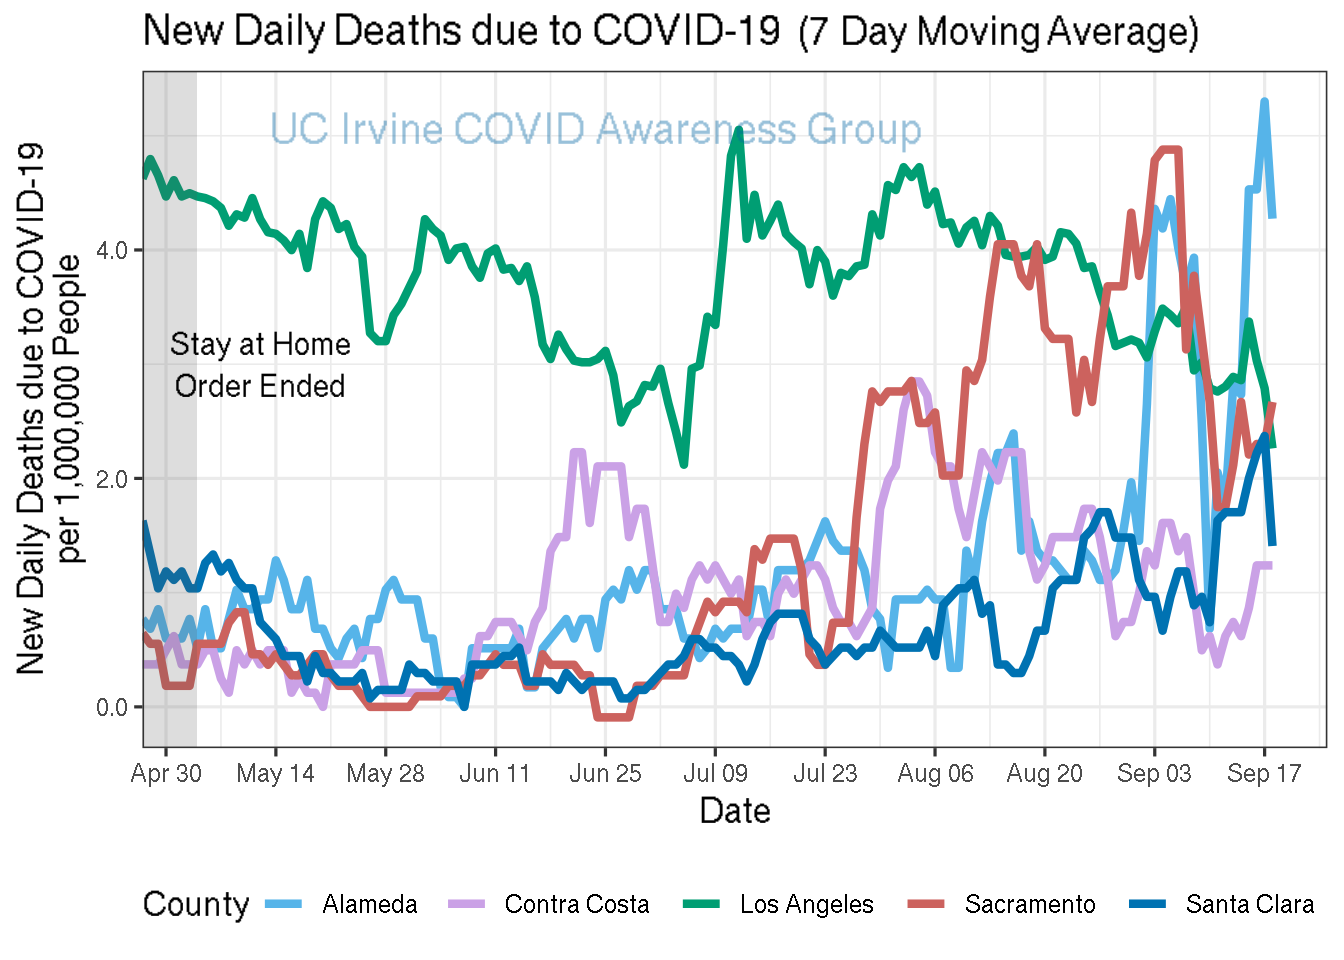 New Daily Deaths due to COVID-19 (7 Day Moving Average)
UC Irvine COVID Awareness Group
New Daily Deaths due to COVID-19
per 1,000,000 People
4.0
2.0
0.0
Stay at Home
Order Ended
Apr 30 May 14 May 28 Jun 11 Jun 25 Jul 09 Jul 23 Aug 06 Aug 20 Sep 03 Sep 17
Date
County Alameda Contra Costa Los Angeles Sacramento Santa Clara